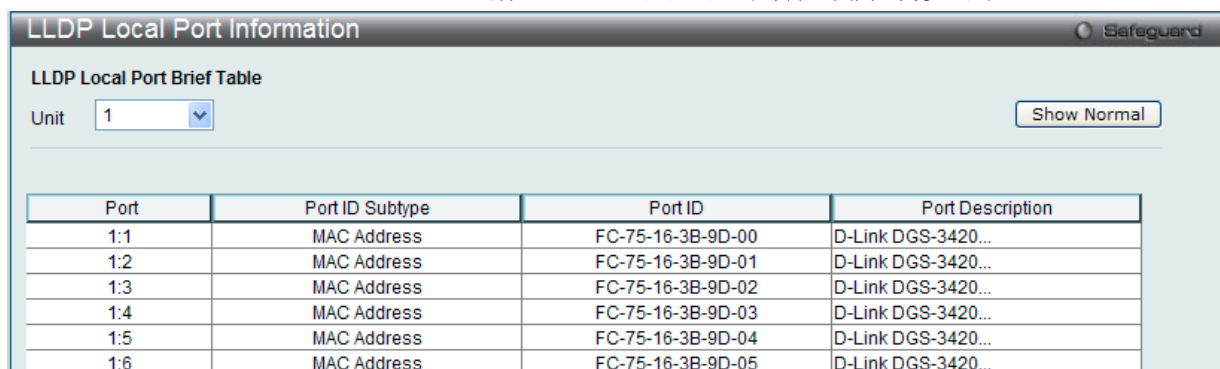 LLDP Local Port Information
Safeguard
LLDP Local Port Brief Table
Unit 1
Show Normal
Port Port ID Subtype Port ID Port Description
1:1 MAC Address FC-75-16-3B-9D-00 D-Link DGS-3420...
1:2 MAC Address FC-75-16-3B-9D-01 D-Link DGS-3420...
1:3 MAC Address FC-75-16-3B-9D-02 D-Link DGS-3420...
1:4 MAC Address FC-75-16-3B-9D-03 D-Link DGS-3420...
1:5 MAC Address FC-75-16-3B-9D-04 D-Link DGS-3420...
1:6 MAC Address FC-75-16-3B-9D-05 D-Link DGS-3420...